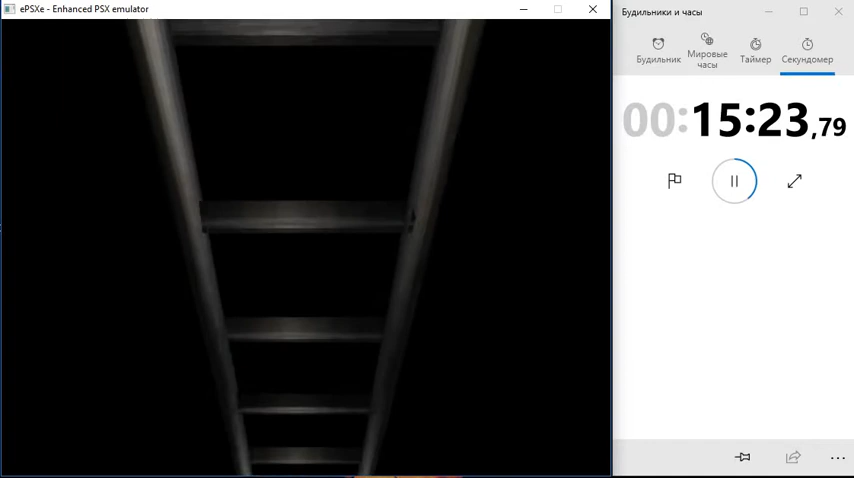 ePSXe - Enhanced PSX emulator
Будильники и часы
Будильник
Мировые часы
Таймер
Секундомер
00:15:23,79